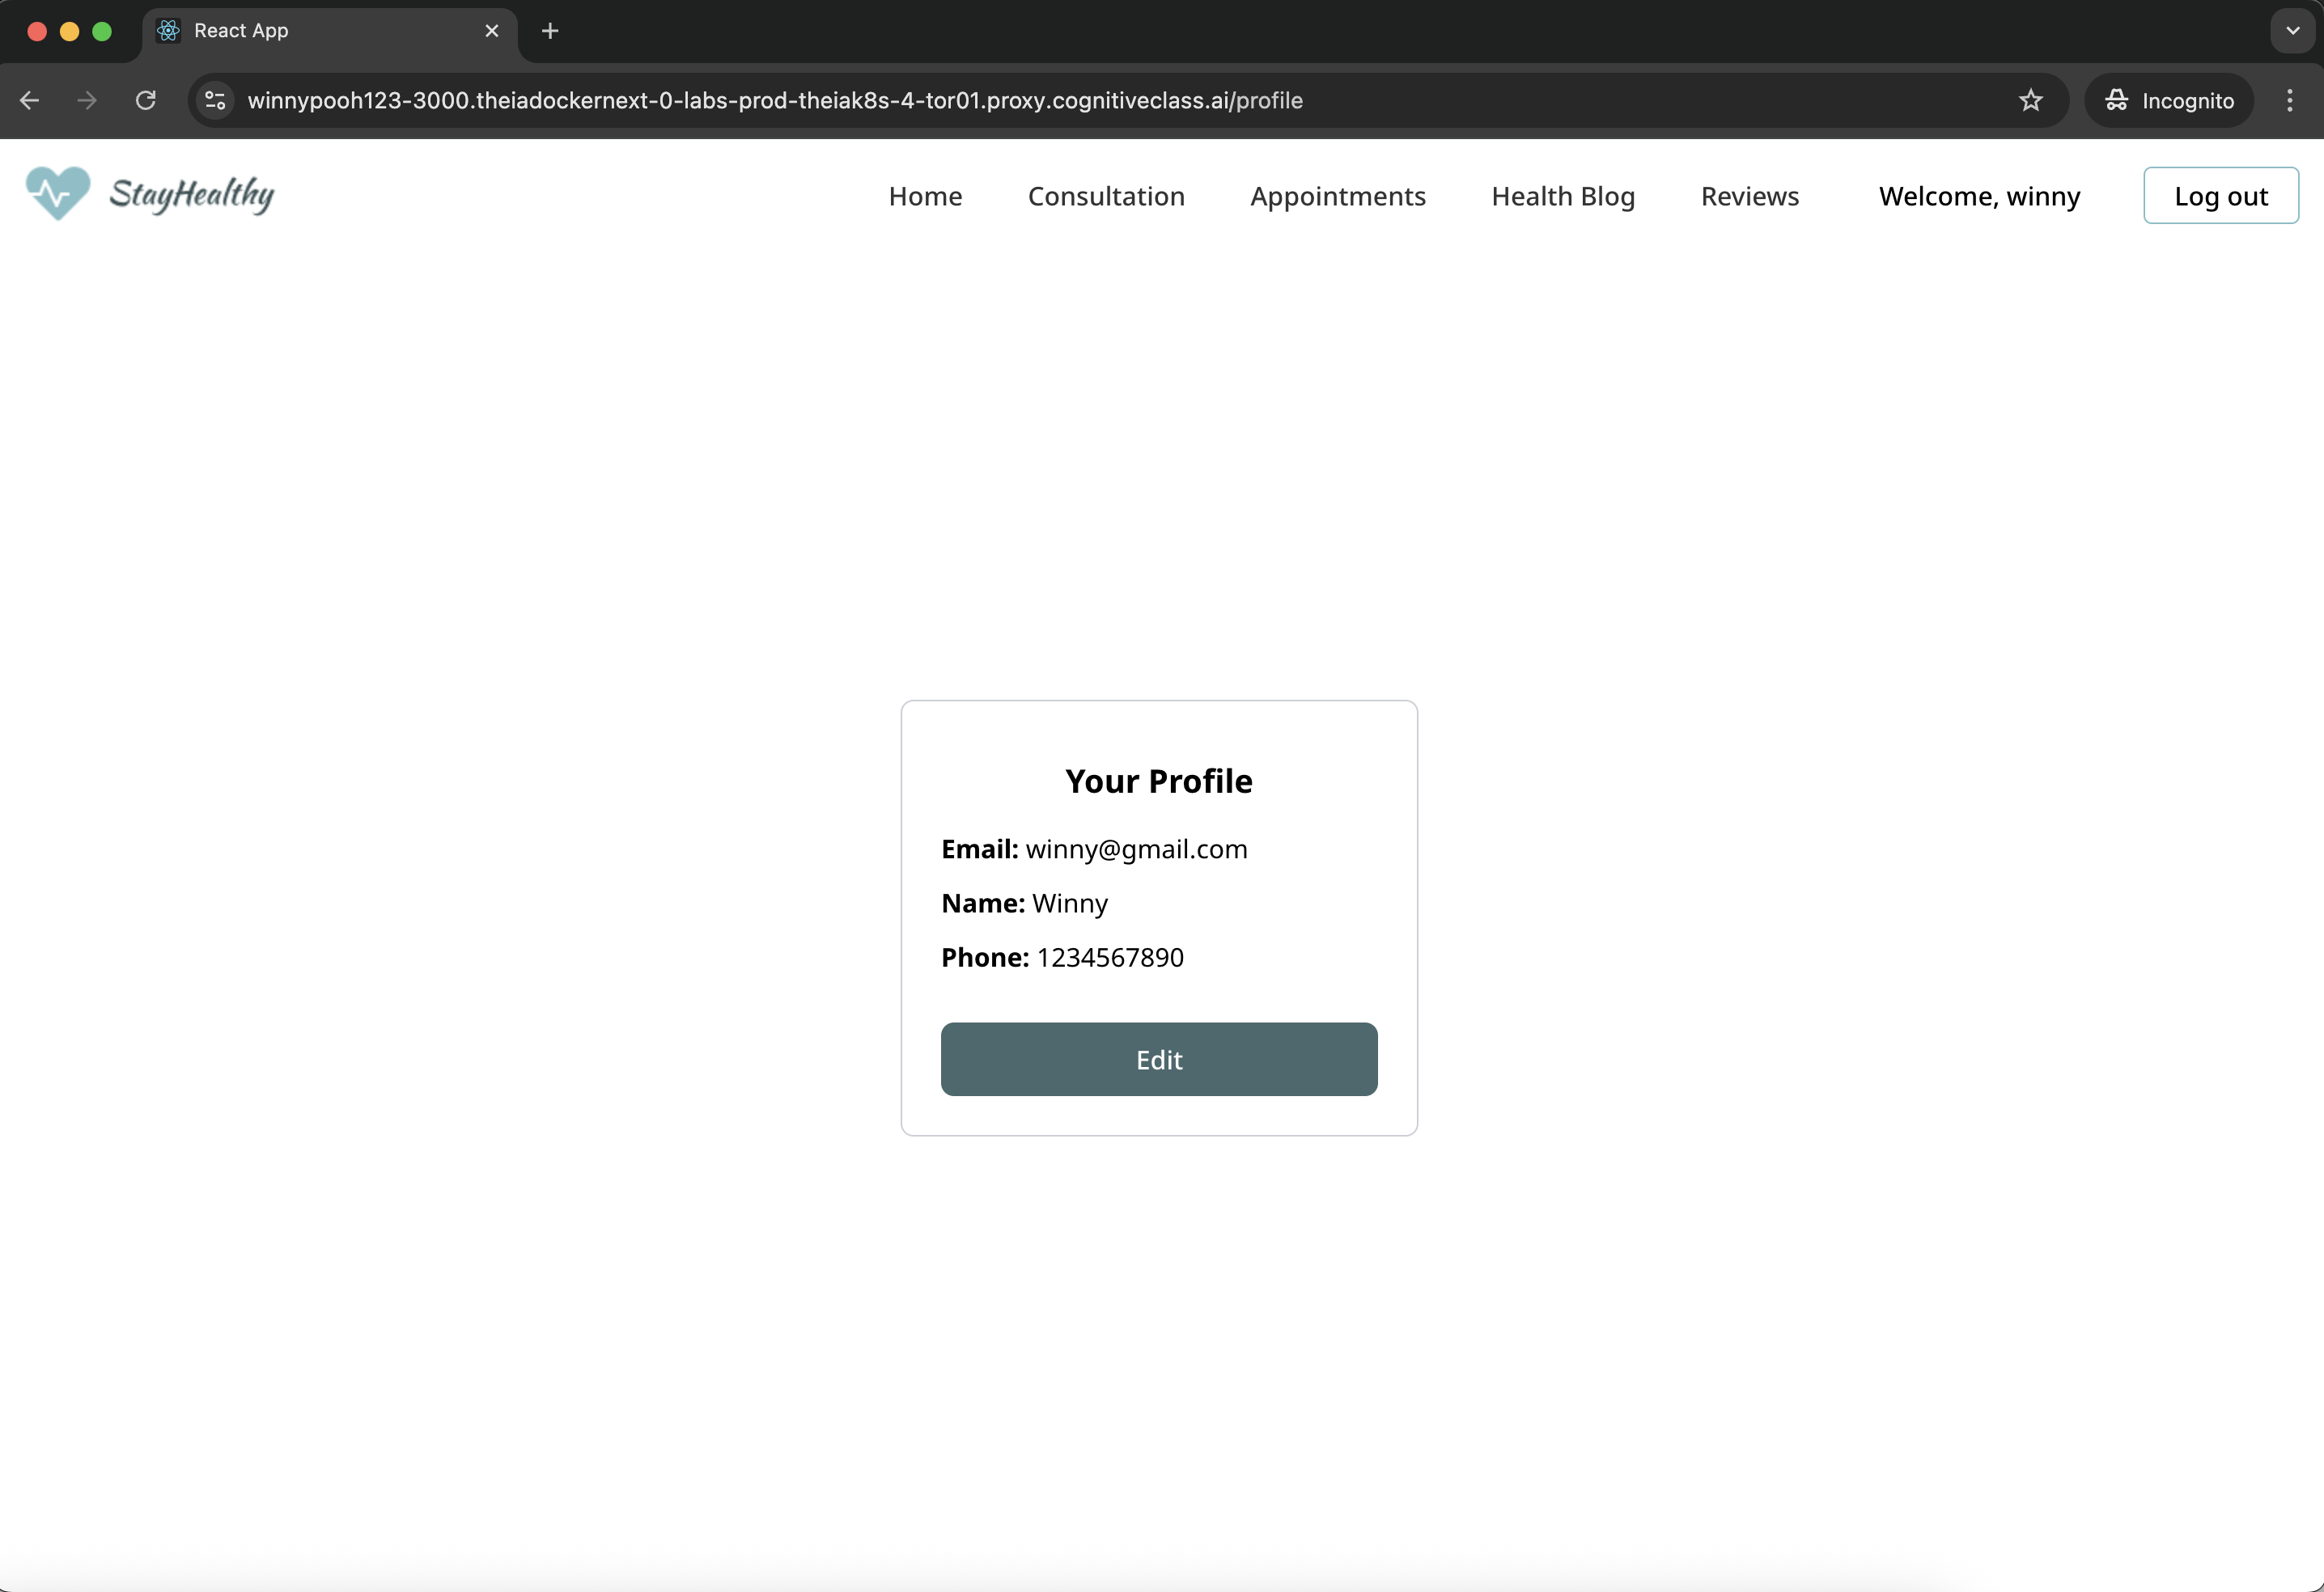 React App
winnypooh123-3000.theiadockernext-0-labs-prod-theiak8s-4-tor01.proxy.cognitiveclass.ai/profile
Incognito
StayHealthy
Home
Consultation
Appointments
Health Blog
Reviews
Welcome, winny
Log out
Your Profile
Email: winny@gmail.com
Name: Winny
Phone: 1234567890
Edit